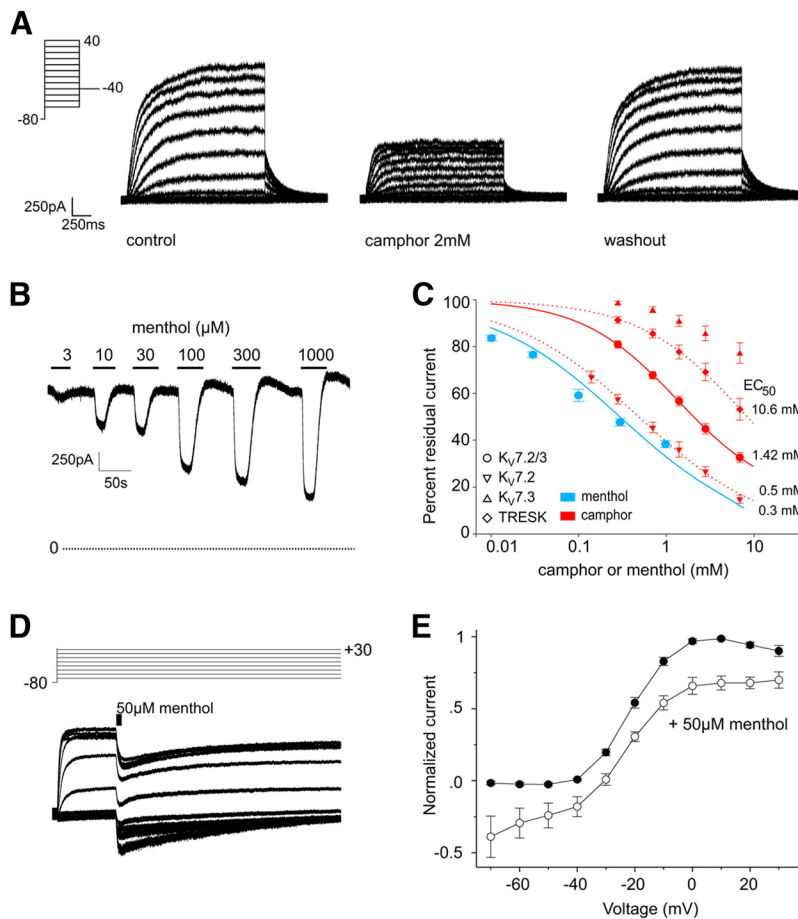 A
40
-40
-80
250pA
250ms
control
camphor 2mM
washout
B
menthol (µM)
3 10 30 100 300 1000
250pA
50s
0
C
100
80
60
40
20
0
Percent residual current
0.01 0.1 1 10
camphor or menthol (mM)
EC50
10.6 mM
1.42 mM
0.5 mM
0.3 mM
KV7.2/3
KV7.2
KV7.3
TRESK
menthol
camphor
D
+30
-80
50µM menthol
E
1
.5
.0
-0.5
Normalized current
+ 50µM menthol
-60 -40 -20 0 20
Voltage (mV)